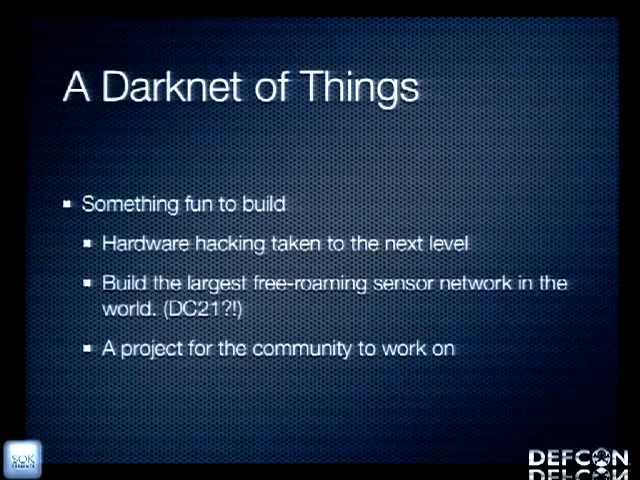 A Darknet of Things
Something fun to build
Hardware hacking taken to the next level
Build the largest free-roaming sensor network in the
world. (DC21?!)
A project for the community to work on
SOK
DEFCON